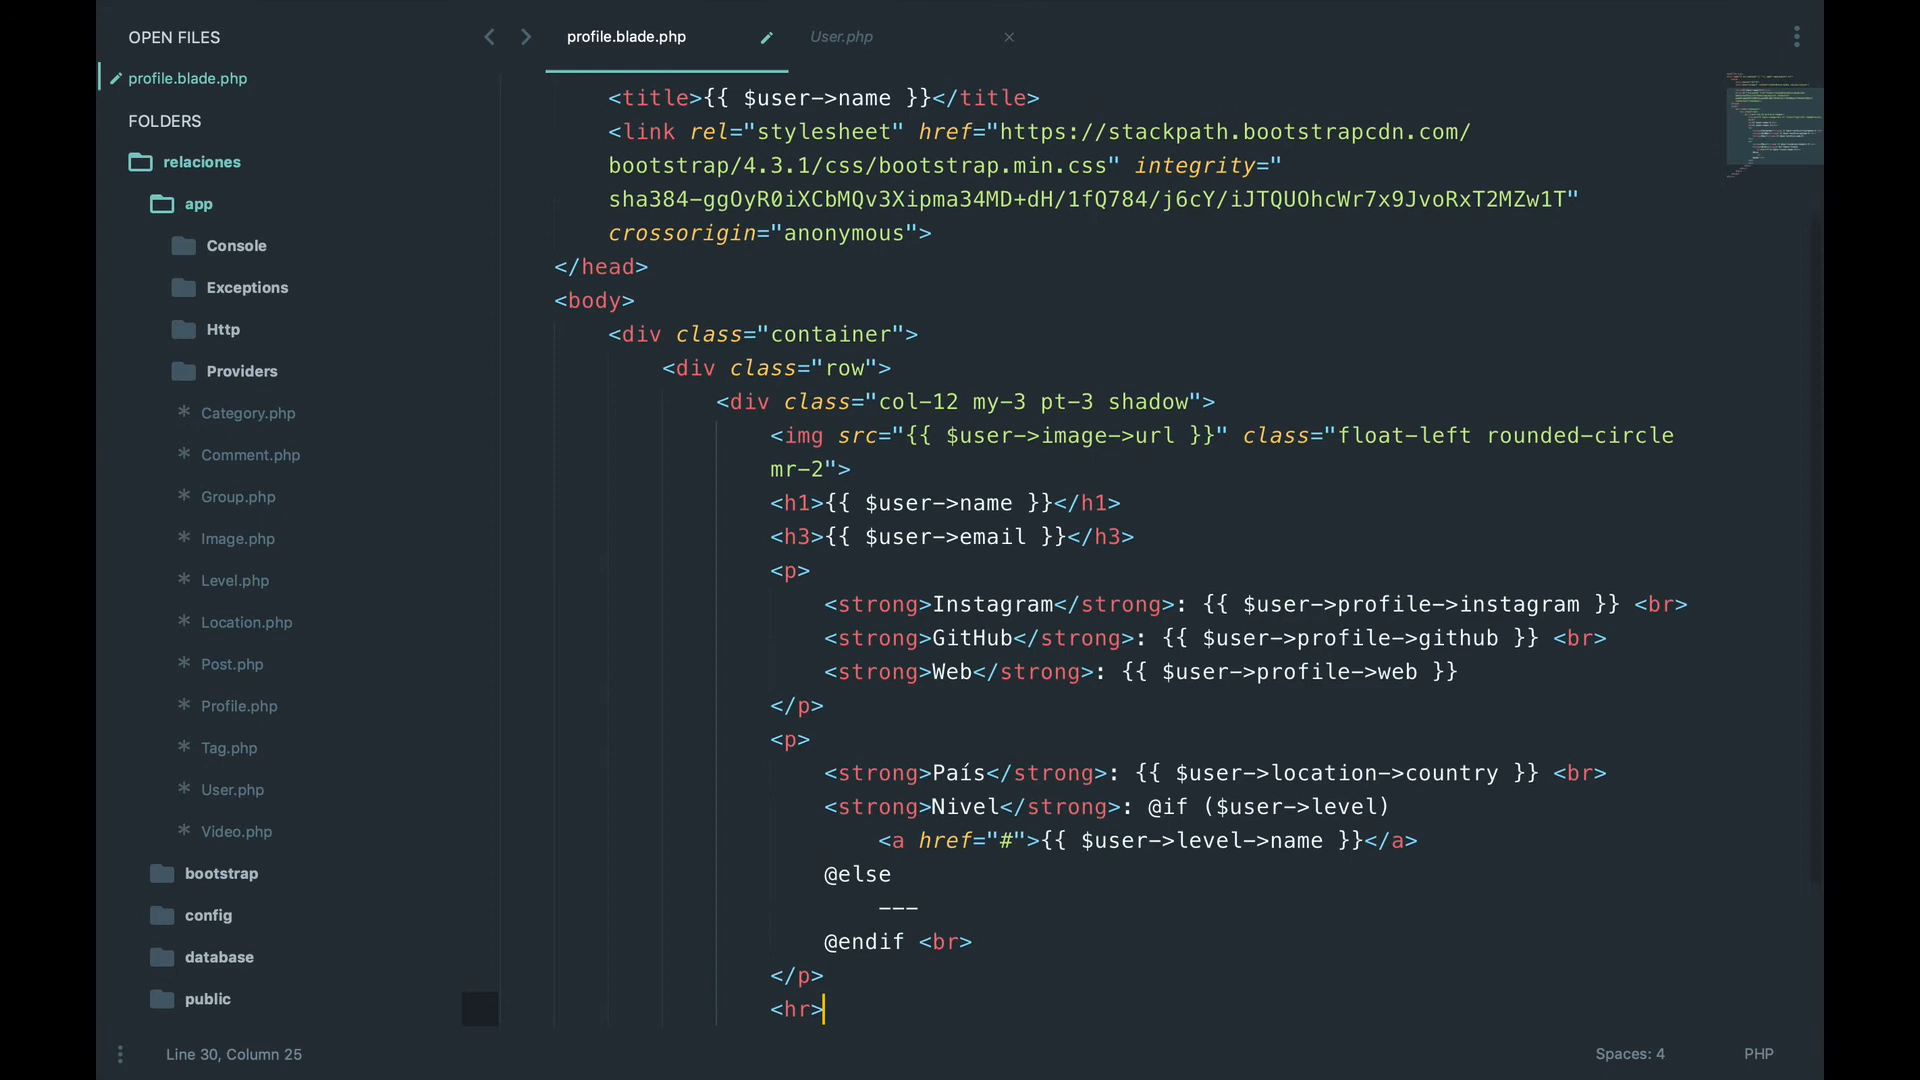 OPEN FILES
profile.blade.php
FOLDERS
relaciones
app
Console
Exceptions
Http
Providers
* Category.php
* Comment.php
* Group.php
* Image.php
* Level.php
* Location.php
* Post.php
* Profile.php
* Tag.php
* User.php
* Video.php
bootstrap
config
database
public
profile.blade.php
User.php
<title>{{ $user->name }}</title>
<link rel="stylesheet" href="https://stackpath.bootstrapcdn.com/
bootstrap/4.3.1/css/bootstrap.min.css" integrity="
sha384-ggOyR0iXCbMQv3Xipma34MD+dH/1fQ784/j6cY/iJTQUOhcWr7x9JvoRxT2MZw1T"
crossorigin="anonymous">
</head>
<body>
<div class="container">
<div class="row">
<div class="col-12 my-3 pt-3 shadow">
<img src="{{ $user->image->url }}" class="float-left rounded-circle
mr-2">
<h1>{{ $user->name }}</h1>
<h3>{{ $user->email }}</h3>
<p>
<strong>Instagram</strong>: {{ $user->profile->instagram }} <br>
<strong>GitHub</strong>: {{ $user->profile->github }} <br>
<strong>Web</strong>: {{ $user->profile->web }}
</p>
<p>
<strong>País</strong>: {{ $user->location->country }} <br>
<strong>Nivel</strong>: @if ($user->level)
<a href="#">{{ $user->level->name }}</a>
@else
---
@endif <br>
</p>
<hr>
Line 30, Column 25
Spaces: 4
PHP